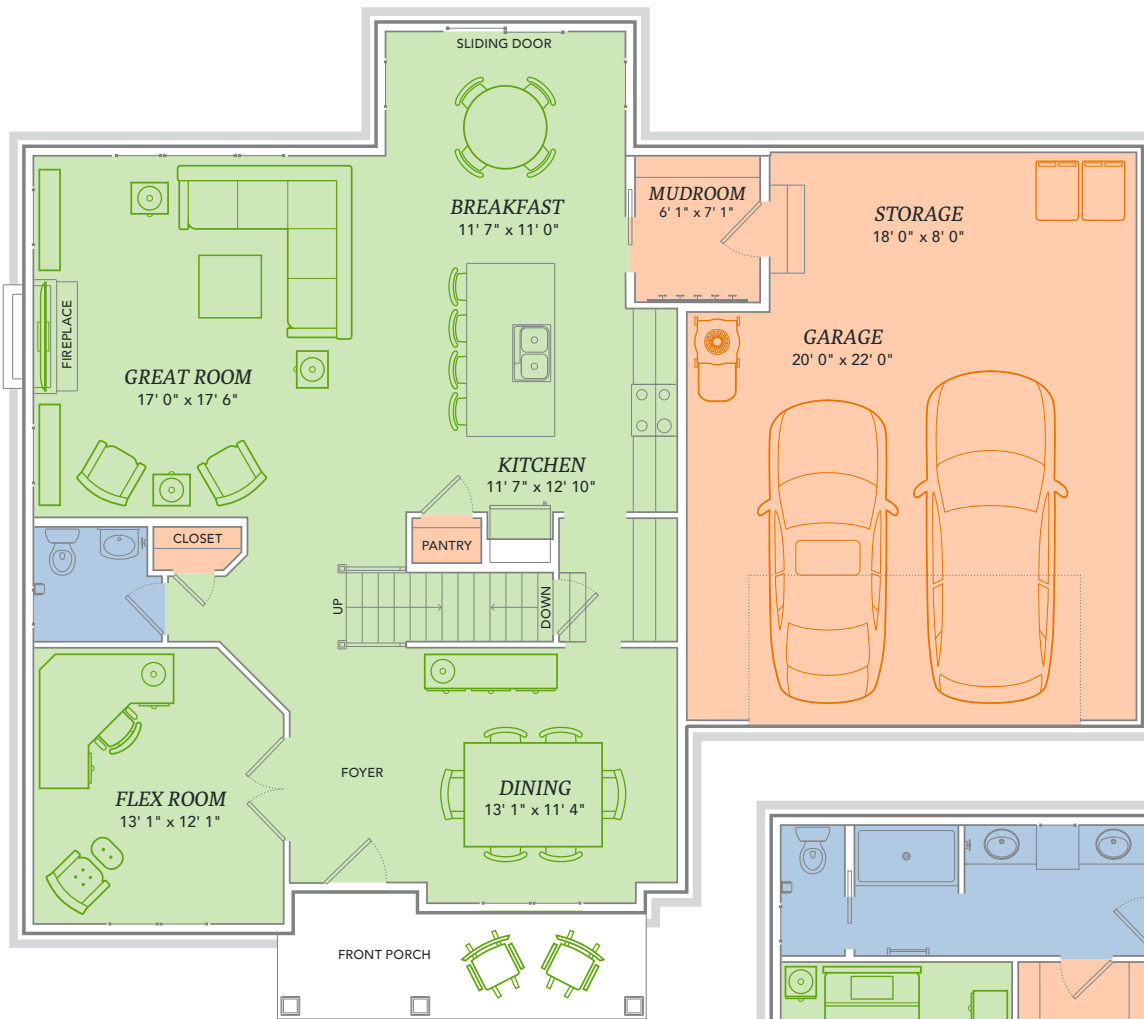 SLIDING DOOR
BREAKFAST
11' 7" x 11' 0"
MUDROOM
6' 1" x 7' 1"
STORAGE
18' 0" x 8' 0"
FIREPLACE
GREAT ROOM
17' 0" x 17' 6"
GARAGE
20' 0" x 22' 0"
KITCHEN
11' 7" x 12' 10"
CLOSET
PANTRY
UP
DOWN
FOYER
FLEX ROOM
13' 1" x 12' 1"
DINING
13' 1" x 11' 4"
FRONT PORCH